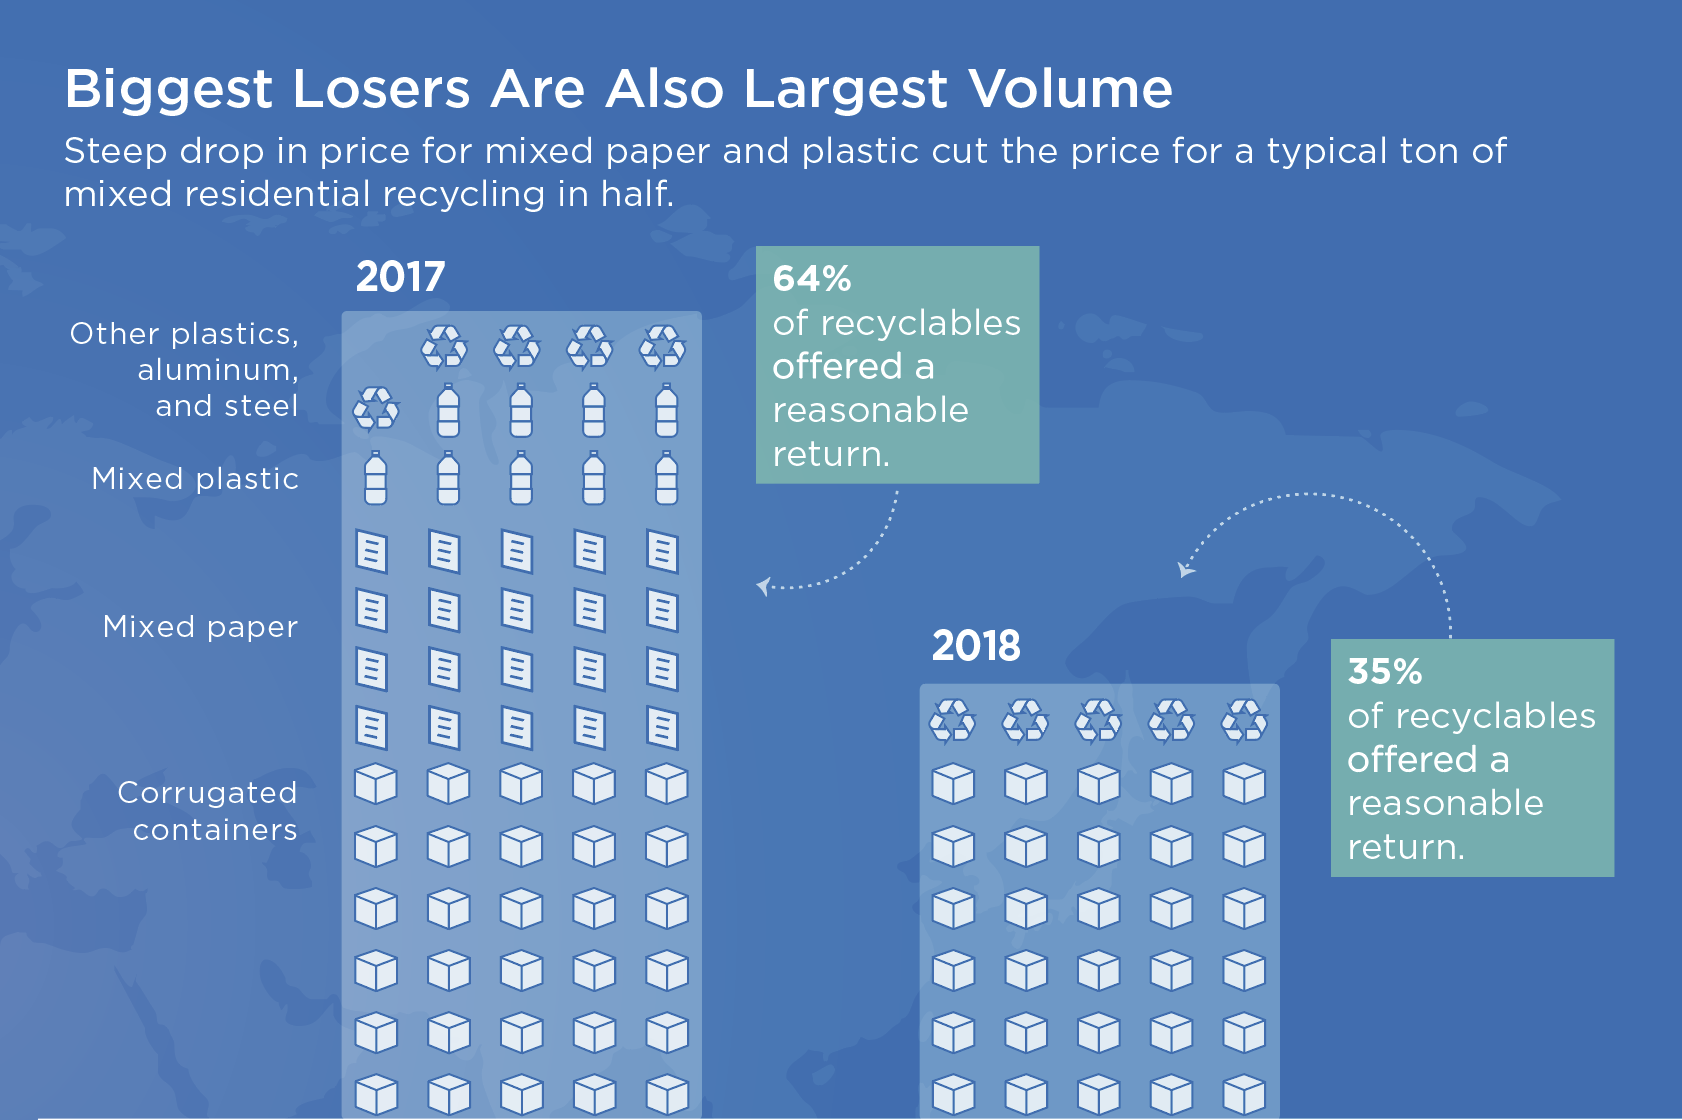 Biggest Losers Are Also Largest Volume
Steep drop in price for mixed paper and plastic cut the price for a typical ton of
mixed residential recycling in half.
2017
Other plastics,
aluminum,
and steel
Mixed plastic
Mixed paper
Corrugated
containers
64%
of recyclables
offered a
reasonable
return.
2018
35%
of recyclables
offered a
reasonable
return.